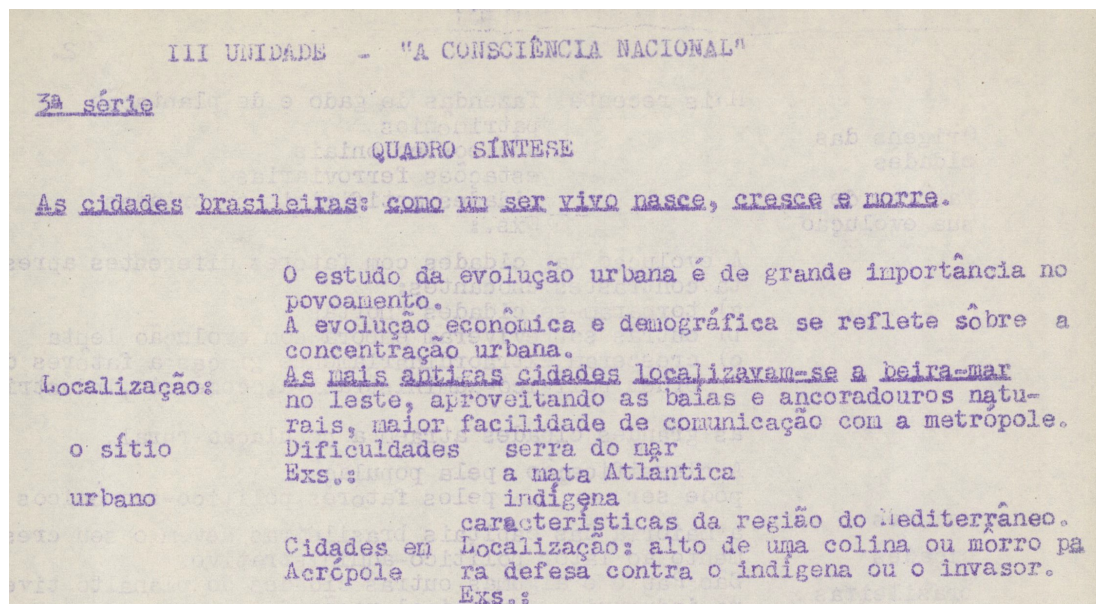 III UNIDADE - "A CONSCIÊNCIA NACIONAL"
3ª série
QUADRO SÍNTESE
As cidades brasileiras: como um ser vivo nasce, cresce e morre.
O estudo da evolução urbana é de grande importância no
povoamento.
A evolução econômica e demográfica se reflete sôbre a
concentração urbana.
Localização: As mais antigas cidades localizavam-se a beira-mar
no leste, aproveitando as baías e ancoradouros natu-
rais, maior facilidade de comunicação com a metrópole.
o sítio Dificuldades serra do mar
Exs.: a mata Atlântica
urbano indígena
características da região do Mediterrâneo.
Cidades em Localização: alto de uma colina ou morro pa
Acrópole ra defesa contra o indígena ou o invasor.
Exs.: